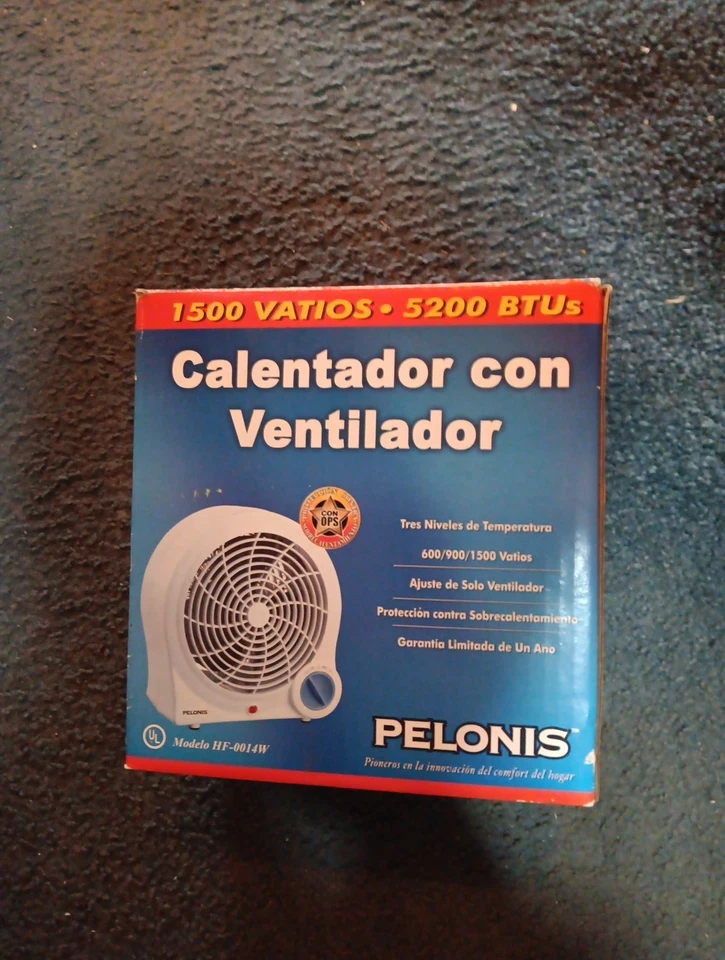 1500 VATIOS • 5200 BTUs
Calentador con
Ventilador
CON
OPS
Tres Niveles de Temperatura
600/900/1500 Vatios
Ajuste de Solo Ventilador
Protección contra Sobrecalentamiento
Garantía Limitada de Un Año
PELONIS
UL
Modelo HF-0014W
PELONIS™
Pioneros en la innovación del comfort del hogar